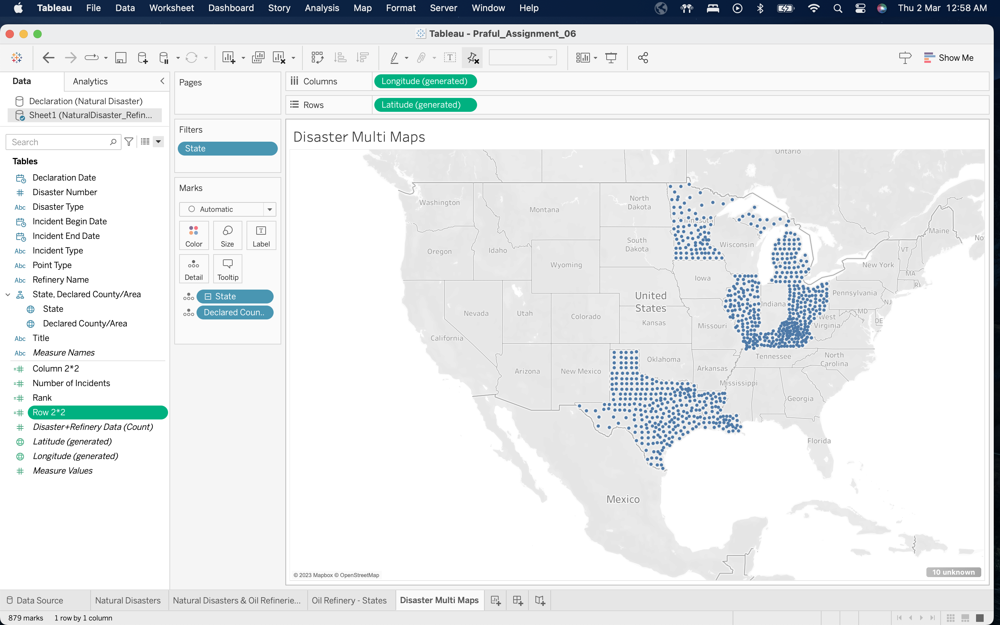 Tableau File Data Worksheet Dashboard Story Analysis Map Format Server Window Help Thu 2 Mar 12:58 AM
Tableau - Praful_Assignment_06
Show Me
Data Analytics
Declaration (Natural Disaster)
Sheet1 (NaturalDisaster_Refin...
Search
Tables
Declaration Date
Disaster Number
Abc Disaster Type
Incident Begin Date
Incident End Date
Abc Incident Type
Abc Point Type
Abc Refinery Name
State, Declared County/Area
State
Declared County/Area
Abc Title
Abc Measure Names
Column 2*2
Number of Incidents
Rank
Row 2*2
Disaster+Refinery Data (Count)
Latitude (generated)
Longitude (generated)
Measure Values
Pages
Filters
State
Marks
Automatic
Color Size Label
Detail Tooltip
State
Declared Coun..
Columns Longitude (generated)
Rows Latitude (generated)
Disaster Multi Maps
Ontario
Washington
Montana
North
Dakota
Minnesota
Maine
No
Oregon
Idaho
South
Dakota
Wisconsin
VT
Wyoming
New York
MA
Iowa
RI
United
States
Pennsylvania
NJ
Indiana
Nevada
Utah
Colorado
Kansas
Missouri
MD
West
Virginia
DE
California
Oklahoma
Tennessee
North
Carolina
Arizona
New Mexico
Arkansas
Mississippi
Georgia
Florida
Mexico
© 2023 Mapbox © OpenStreetMap
10 unknown
Data Source Natural Disasters Natural Disasters & Oil Refinerie... Oil Refinery - States Disaster Multi Maps
879 marks 1 row by 1 column